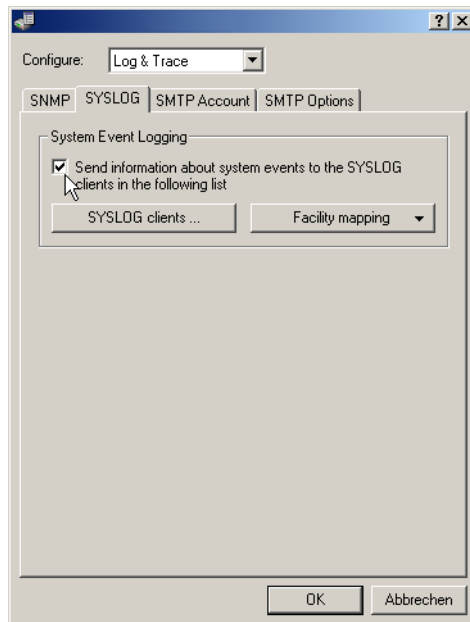 Configure: Log & Trace
SNMP SYSLOG SMTP Account SMTP Options
System Event Logging
Send information about system events to the SYSLOG
clients in the following list
SYSLOG clients ... Facility mapping
OK Abbrechen